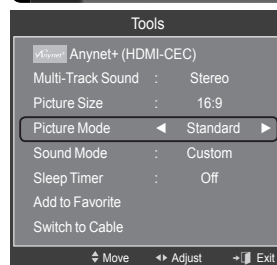 Tools
Anynet+ Anynet+ (HDMI-CEC)
Multi-Track Sound : Stereo
Picture Size : 16:9
Picture Mode ◄ Standard ►
Sound Mode : Custom
Sleep Timer : Off
Add to Favorite
Switch to Cable
Move Adjust Exit